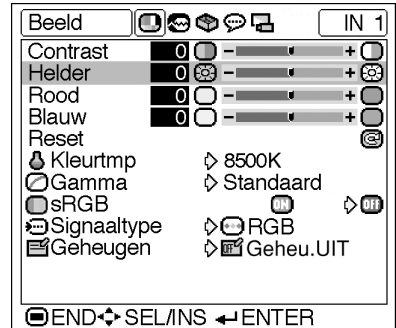 Beeld IN 1
Contrast 0 - +
Helder 0 - +
Rood 0 - +
Blauw 0 - +
Reset
Kleurtmp 8500K
Gamma Standaard
sRGB ON OFF
Signaaltype RGB
Geheugen Geheu.UIT
END SEL/INS ENTER